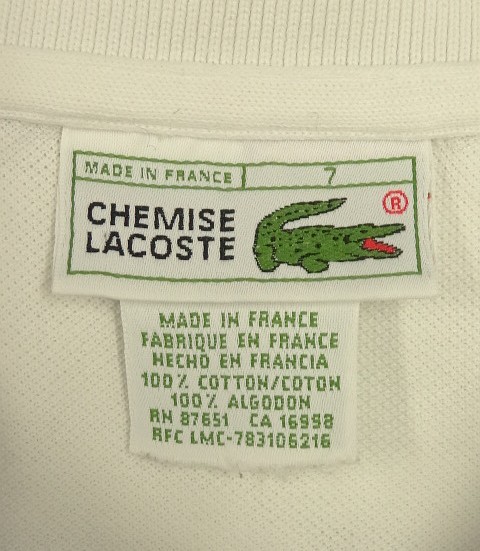 MADE IN FRANCE 7
®
CHEMISE
LACOSTE
MADE IN FRANCE
FABRIQUE EN FRANCE
HECHO EN FRANCIA
100% COTTON/COTON
100% ALGODON
RN 87651 CA 16998
RFC LMC-783106216